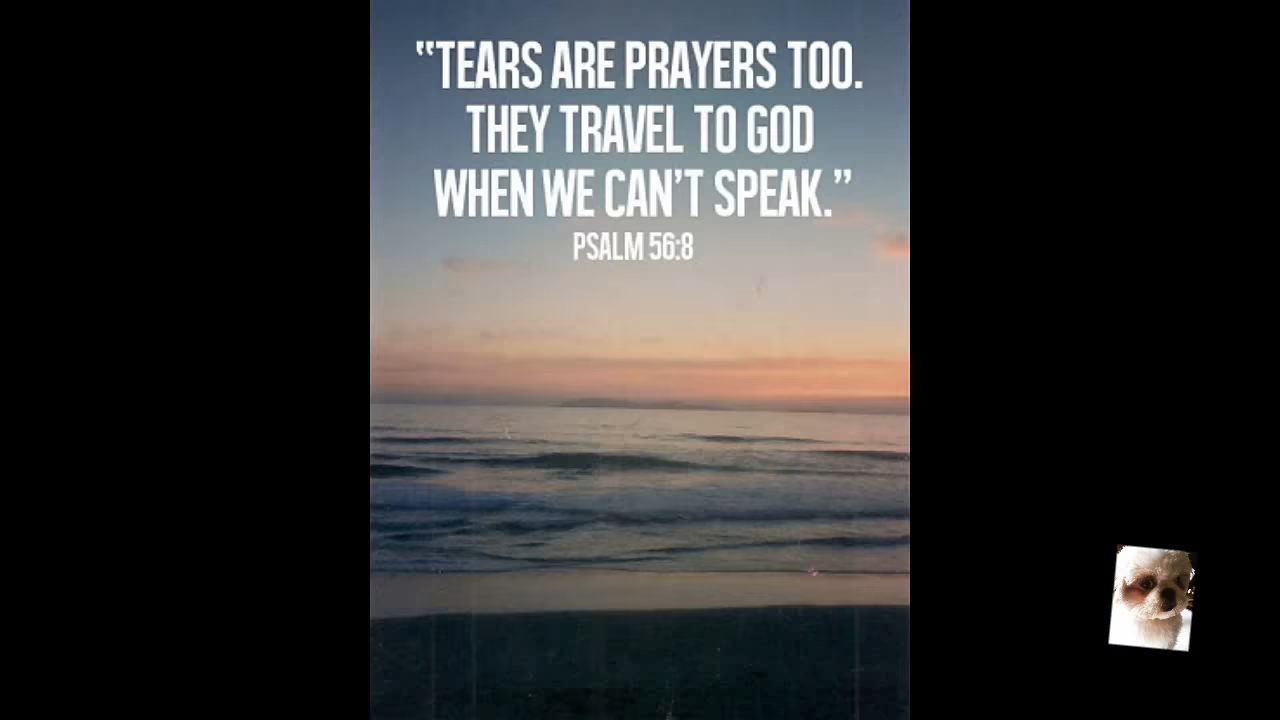 “TEARS ARE PRAYERS TOO.
THEY TRAVEL TO GOD
WHEN WE CAN’T SPEAK.”
PSALM 56:8